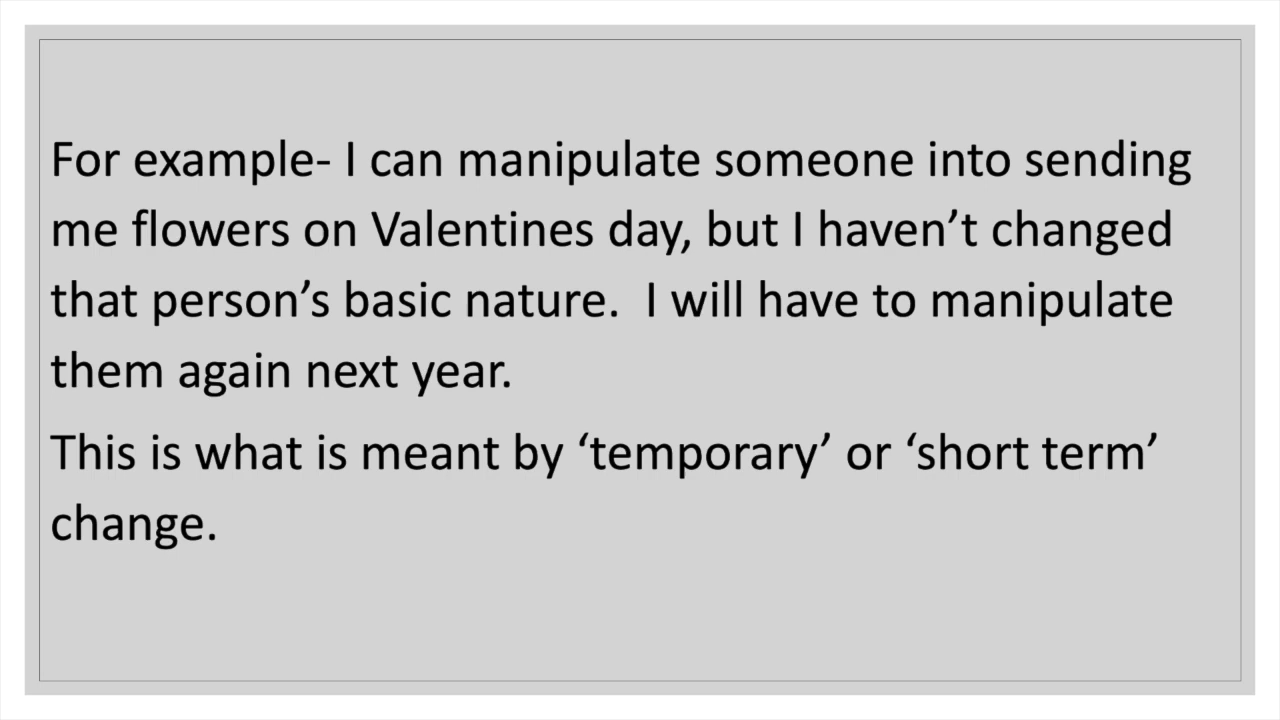 For example- I can manipulate someone into sending
me flowers on Valentines day, but I haven’t changed
that person’s basic nature.  I will have to manipulate
them again next year.
This is what is meant by ‘temporary’ or ‘short term’
change.